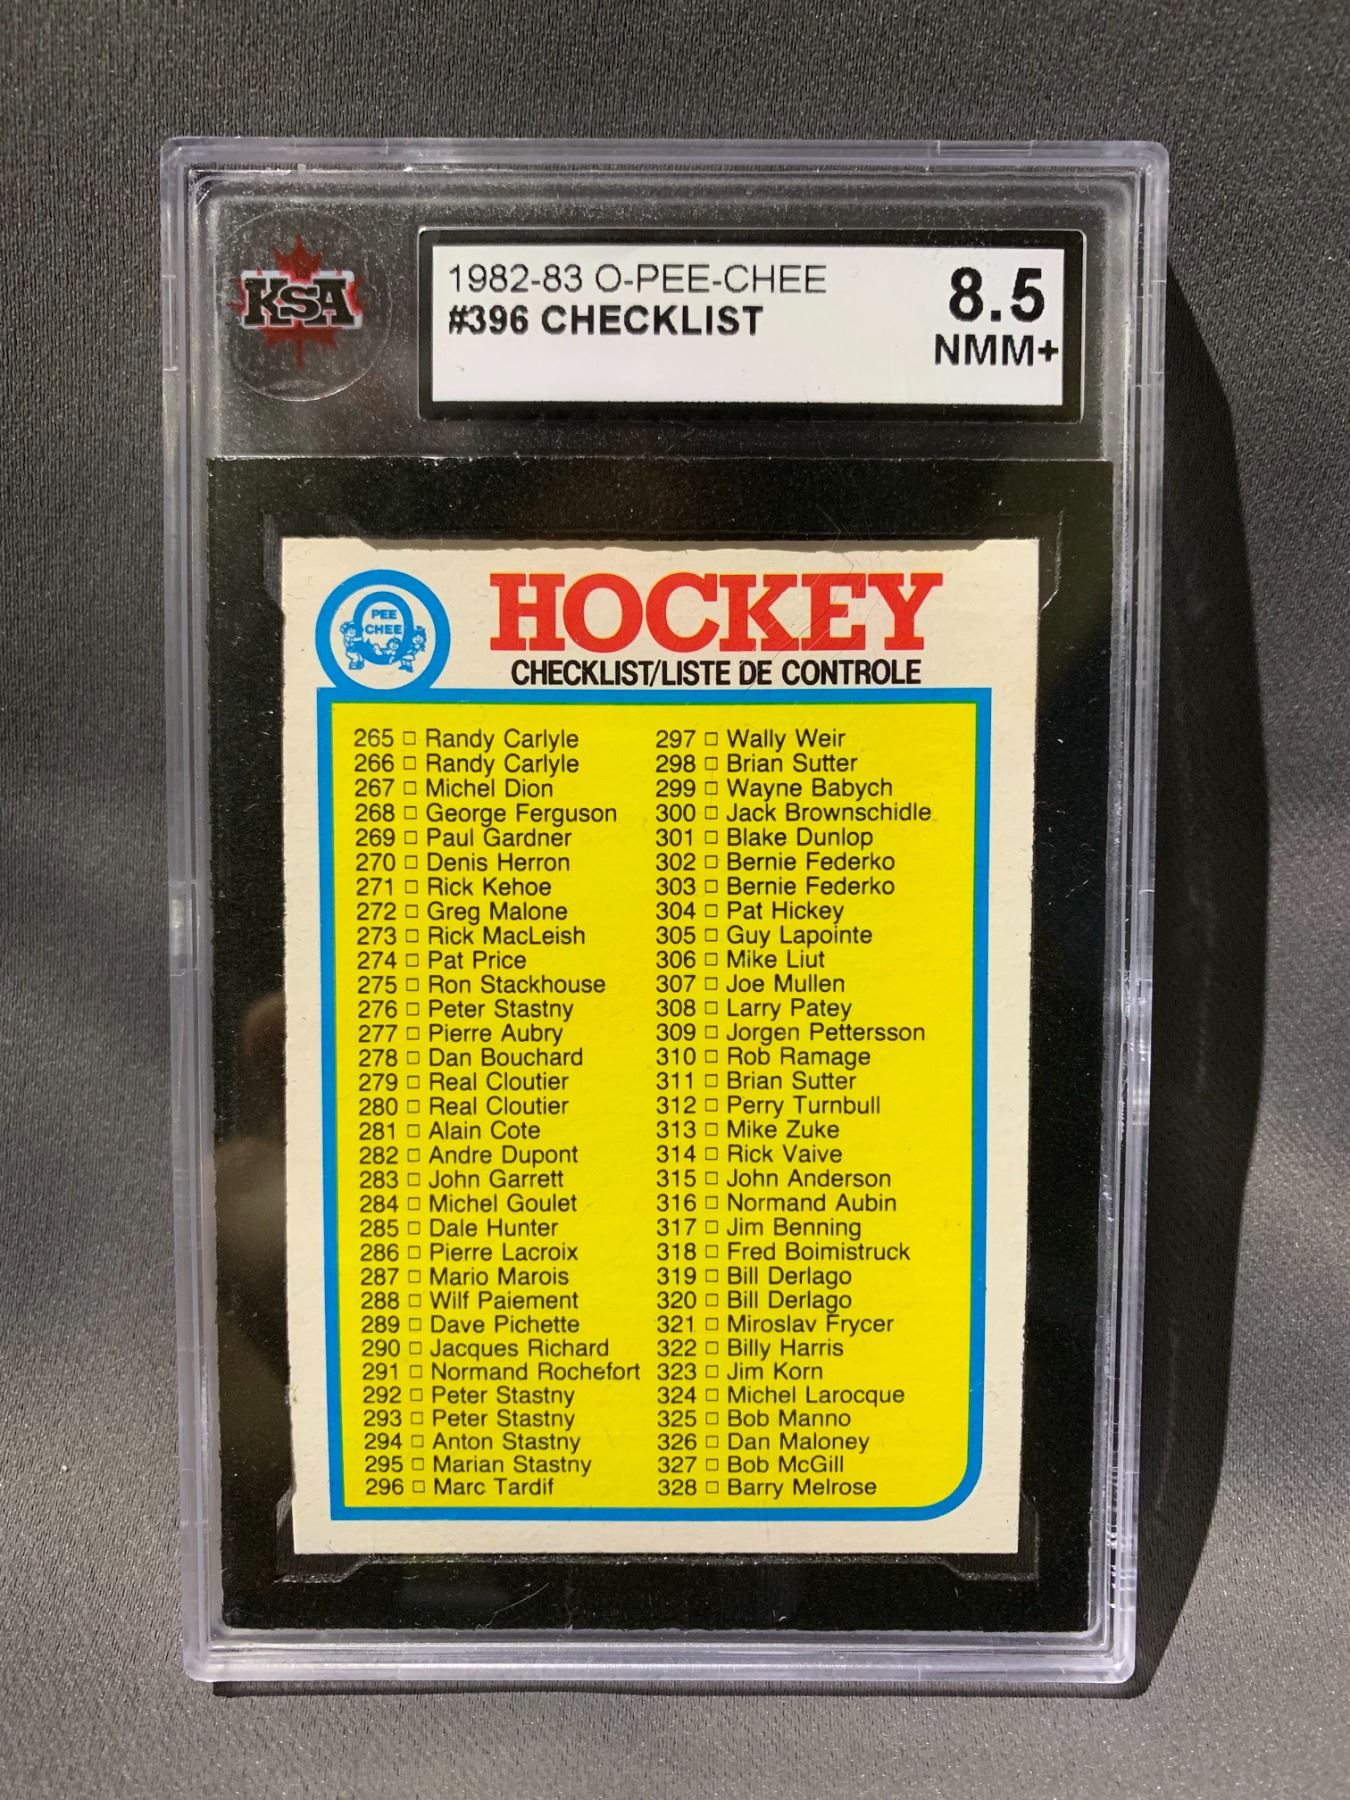 KSA
1982-83 O-PEE-CHEE
#396 CHECKLIST
8.5
NMM+
PEE
CHEE
HOCKEY
CHECKLIST/LISTE DE CONTROLE
265 □ Randy Carlyle
266 □ Randy Carlyle
267 □ Michel Dion
268 □ George Ferguson
269 □ Paul Gardner
270 □ Denis Herron
271 □ Rick Kehoe
272 □ Greg Malone
273 □ Rick MacLeish
274 □ Pat Price
275 □ Ron Stackhouse
276 □ Peter Stastny
277 □ Pierre Aubry
278 □ Dan Bouchard
279 □ Real Cloutier
280 □ Real Cloutier
281 □ Alain Cote
282 □ Andre Dupont
283 □ John Garrett
284 □ Michel Goulet
285 □ Dale Hunter
286 □ Pierre Lacroix
287 □ Mario Marois
288 □ Wilf Paiement
289 □ Dave Pichette
290 □ Jacques Richard
291 □ Normand Rochefort
292 □ Peter Stastny
293 □ Peter Stastny
294 □ Anton Stastny
295 □ Marian Stastny
296 □ Marc Tardif
297 □ Wally Weir
298 □ Brian Sutter
299 □ Wayne Babych
300 □ Jack Brownschidle
301 □ Blake Dunlop
302 □ Bernie Federko
303 □ Bernie Federko
304 □ Pat Hickey
305 □ Guy Lapointe
306 □ Mike Liut
307 □ Joe Mullen
308 □ Larry Patey
309 □ Jorgen Pettersson
310 □ Rob Ramage
311 □ Brian Sutter
312 □ Perry Turnbull
313 □ Mike Zuke
314 □ Rick Vaive
315 □ John Anderson
316 □ Normand Aubin
317 □ Jim Benning
318 □ Fred Boimistruck
319 □ Bill Derlago
320 □ Bill Derlago
321 □ Miroslav Frycer
322 □ Billy Harris
323 □ Jim Korn
324 □ Michel Larocque
325 □ Bob Manno
326 □ Dan Maloney
327 □ Bob McGill
328 □ Barry Melrose